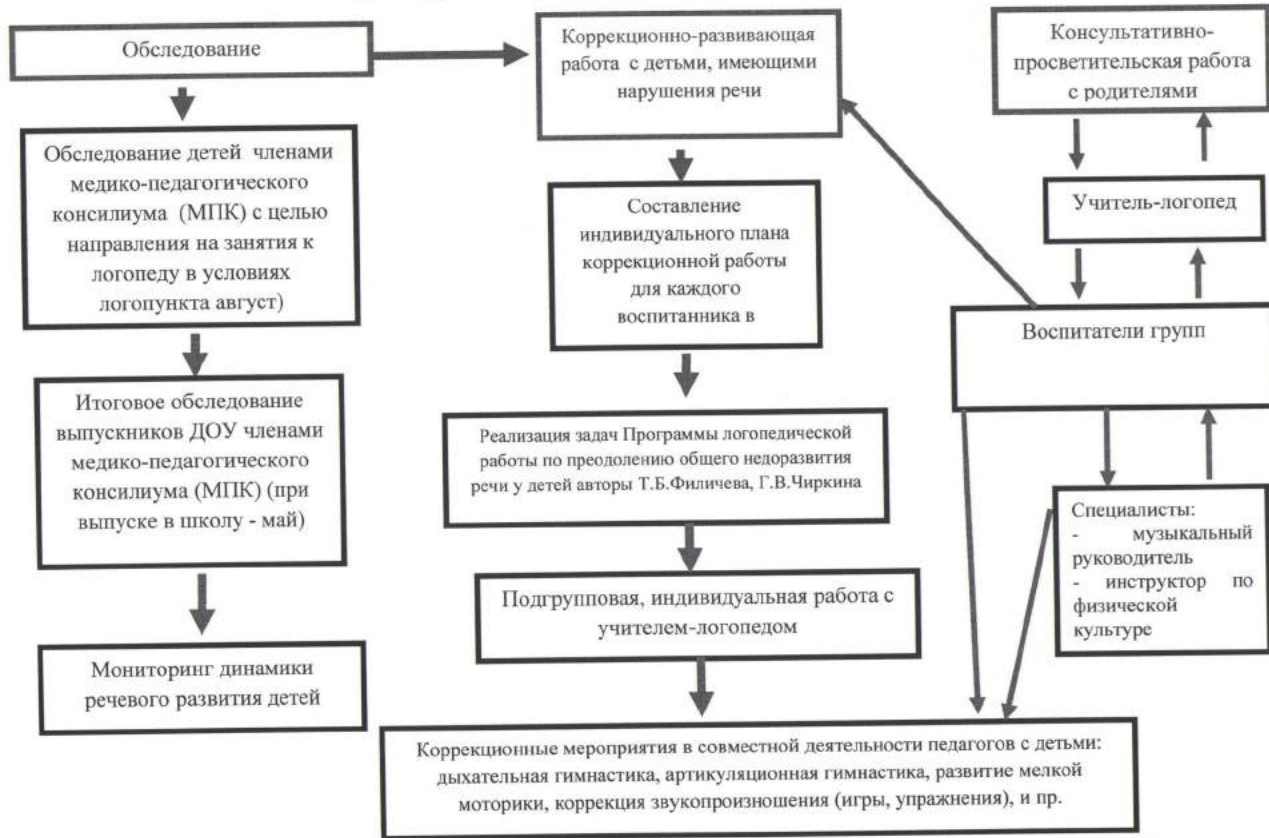 Обследование
Обследование детей членами
медико-педагогического
консилиума (МПК) с целью
направления на занятия к
логопеду в условиях
логопункта август)
Итоговое обследование
выпускников ДОУ членами
медико-педагогического
консилиума (МПК) (при
выпуске в школу - май)
Мониторинг динамики
речевого развития детей
Коррекционно-развивающая
работа с детьми, имеющими
нарушения речи
Составление
индивидуального плана
коррекционной работы
для каждого
воспитанника в
Реализация задач Программы логопедической
работы по преодолению общего недоразвития
речи у детей авторы Т.Б.Филичева, Г.В.Чиркина
Подгрупповая, индивидуальная работа с
учителем-логопедом
Коррекционные мероприятия в совместной деятельности педагогов с детьми:
дыхательная гимнастика, артикуляционная гимнастика, развитие мелкой
моторики, коррекция звукопроизношения (игры, упражнения), и пр.
Консультативно-
просветительская работа
с родителями
Учитель-логопед
Воспитатели групп
Специалисты:
- музыкальный
руководитель
- инструктор по
физической
культуре